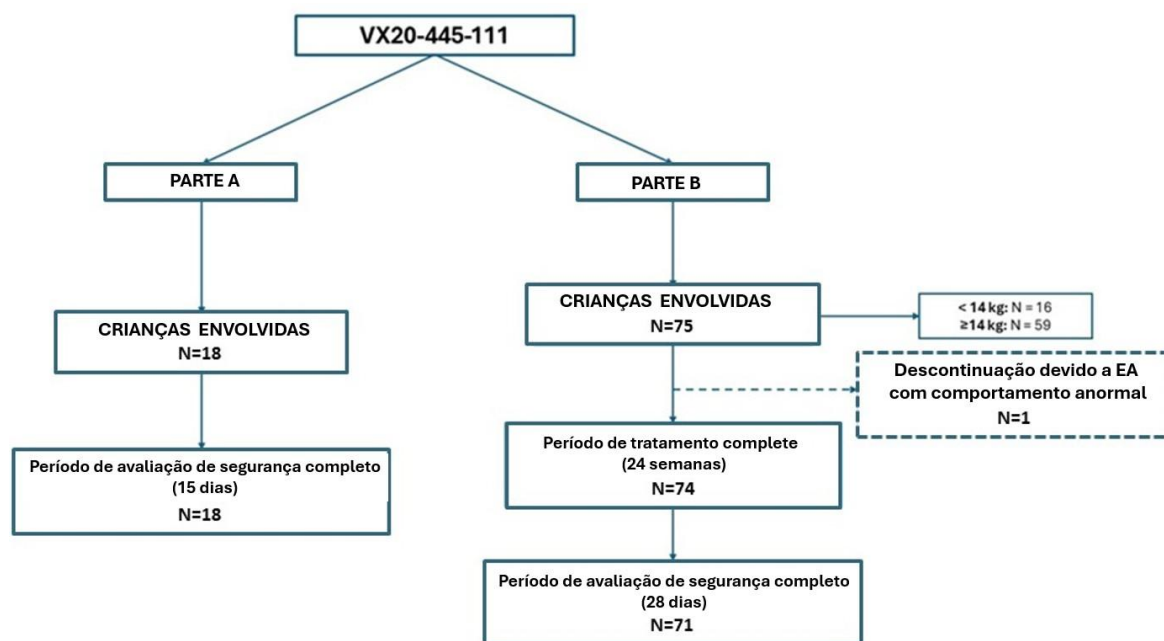 VX20-445-111
PARTE A
PARTE B
CRIANÇAS ENVOLVIDAS
N=18
CRIANÇAS ENVOLVIDAS
N=75
< 14 kg: N = 16
≥14 kg: N = 59
Descontinuação devido a EA
com comportamento anormal
N=1
Período de avaliação de segurança completo
(15 dias)
N=18
Período de tratamento complete
(24 semanas)
N=74
Período de avaliação de segurança completo
(28 dias)
N=71